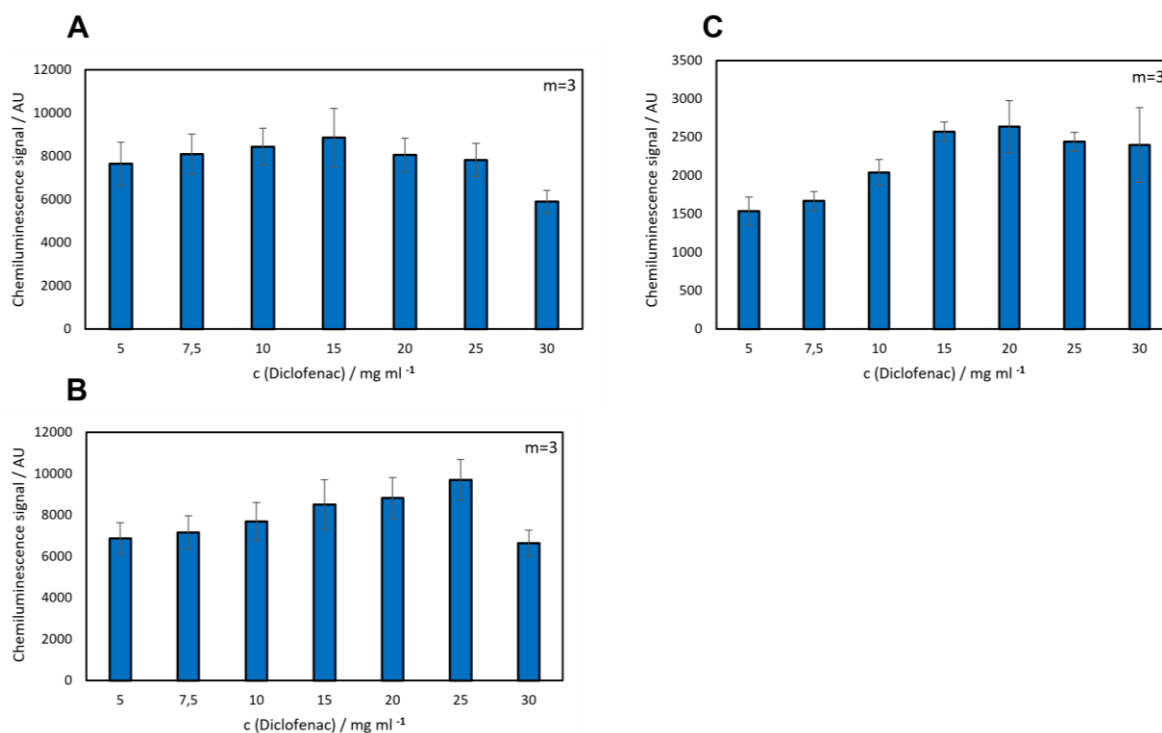 A
Chemiluminescence signal / AU
12000
10000
8000
6000
4000
2000
0
m=3
5 7,5 10 15 20 25 30
c (Diclofenac) / mg ml -1
B
Chemiluminescence signal / AU
12000
10000
8000
6000
4000
2000
0
m=3
5 7,5 10 15 20 25 30
c (Diclofenac) / mg ml -1
C
Chemiluminescence signal / AU
3500
3000
2500
2000
1500
1000
500
0
m=3
5 7,5 10 15 20 25 30
c (Diclofenac) / mg ml -1